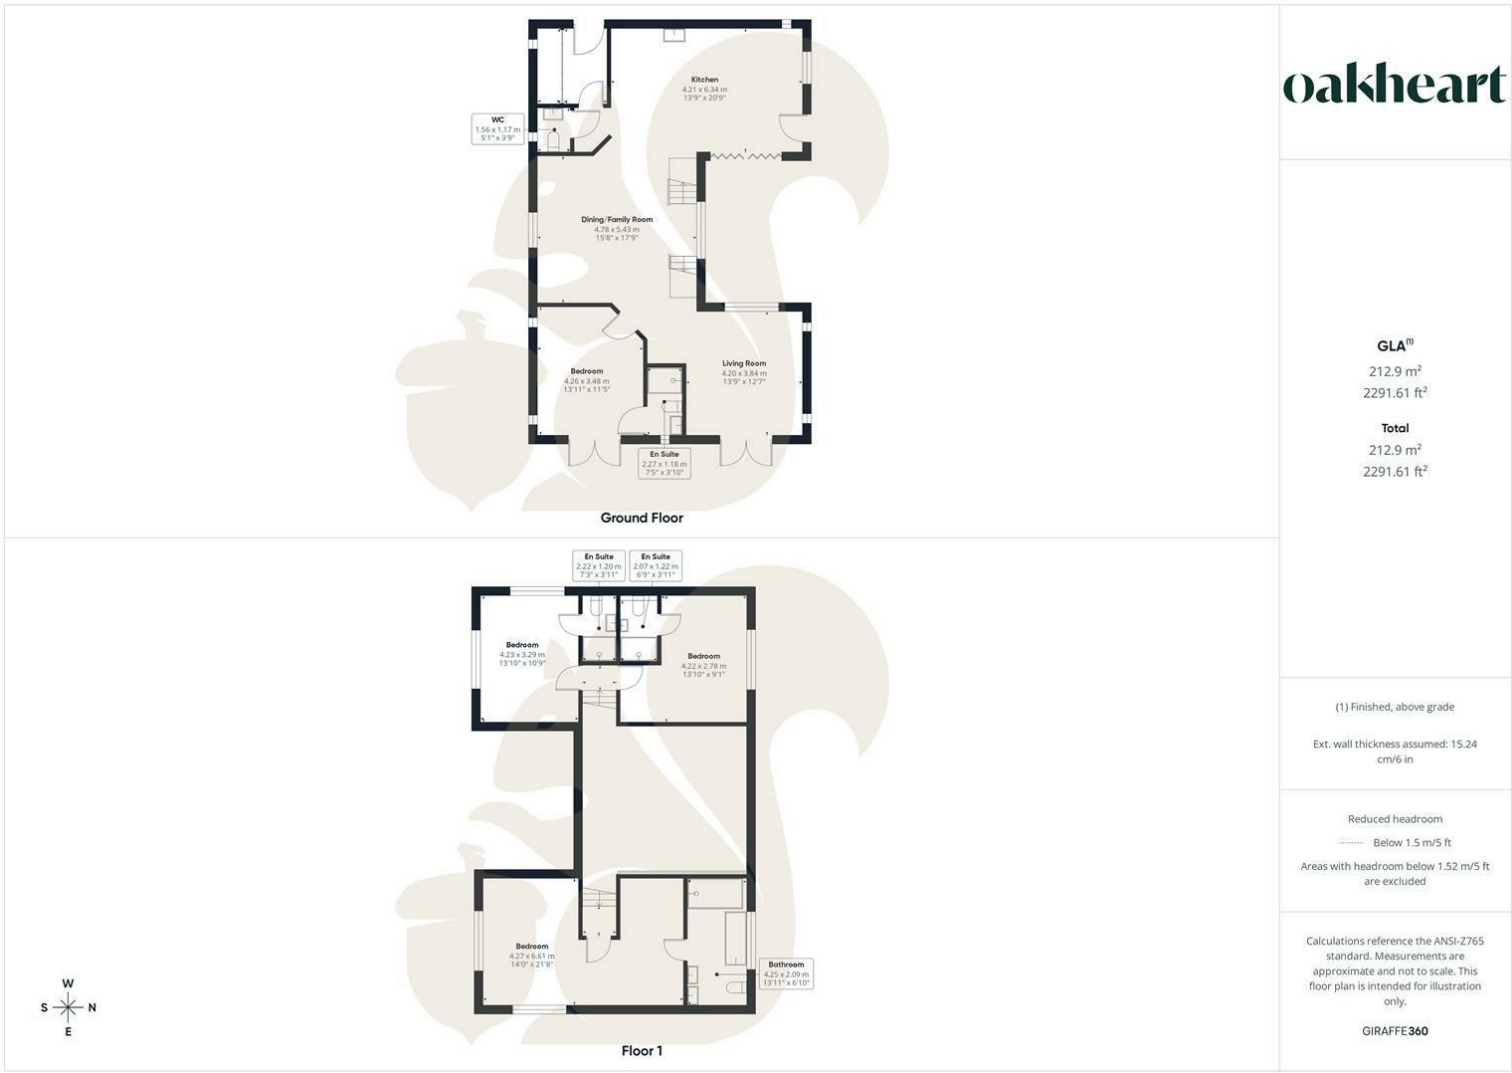 Kitchen
4.21 x 6.34 m
13'9" x 20'9"
WC
1.56 x 1.17 m
5'1" x 3'9"
Dining/Family Room
4.78 x 5.43 m
15'8" x 17'9"
Bedroom
4.26 x 3.48 m
13'11" x 11'5"
Living Room
4.20 x 3.84 m
13'9" x 12'7"
En Suite
2.27 x 1.18 m
7'5" x 3'10"
Ground Floor
En Suite
2.22 x 1.20 m
7'3" x 3'11"
En Suite
2.07 x 1.22 m
6'9" x 3'11"
Bedroom
4.23 x 3.29 m
13'10" x 10'9"
Bedroom
4.22 x 2.78 m
13'10" x 9'1"
Bedroom
4.27 x 6.61 m
14'0" x 21'8"
Bathroom
4.25 x 2.09 m
13'11" x 6'10"
Floor 1
W
S N
E
oakheart
GLA(1)
212.9 m²
2291.61 ft²
Total
212.9 m²
2291.61 ft²
(1) Finished, above grade
Ext. wall thickness assumed: 15.24
cm/6 in
Reduced headroom
Below 1.5 m/5 ft
Areas with headroom below 1.52 m/5 ft
are excluded
Calculations reference the ANSI-Z765
standard. Measurements are
approximate and not to scale. This
floor plan is intended for illustration
only.
GIRAFFE360